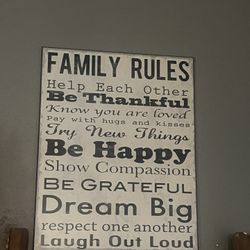 FAMILY RULES
Help Each Other
Be Thankful
Know you are loved
Pay with hugs and kisses
Try New Things
Be Happy
Show Compassion
BE GRATEFUL
Dream Big
respect one another
Laugh Out Loud